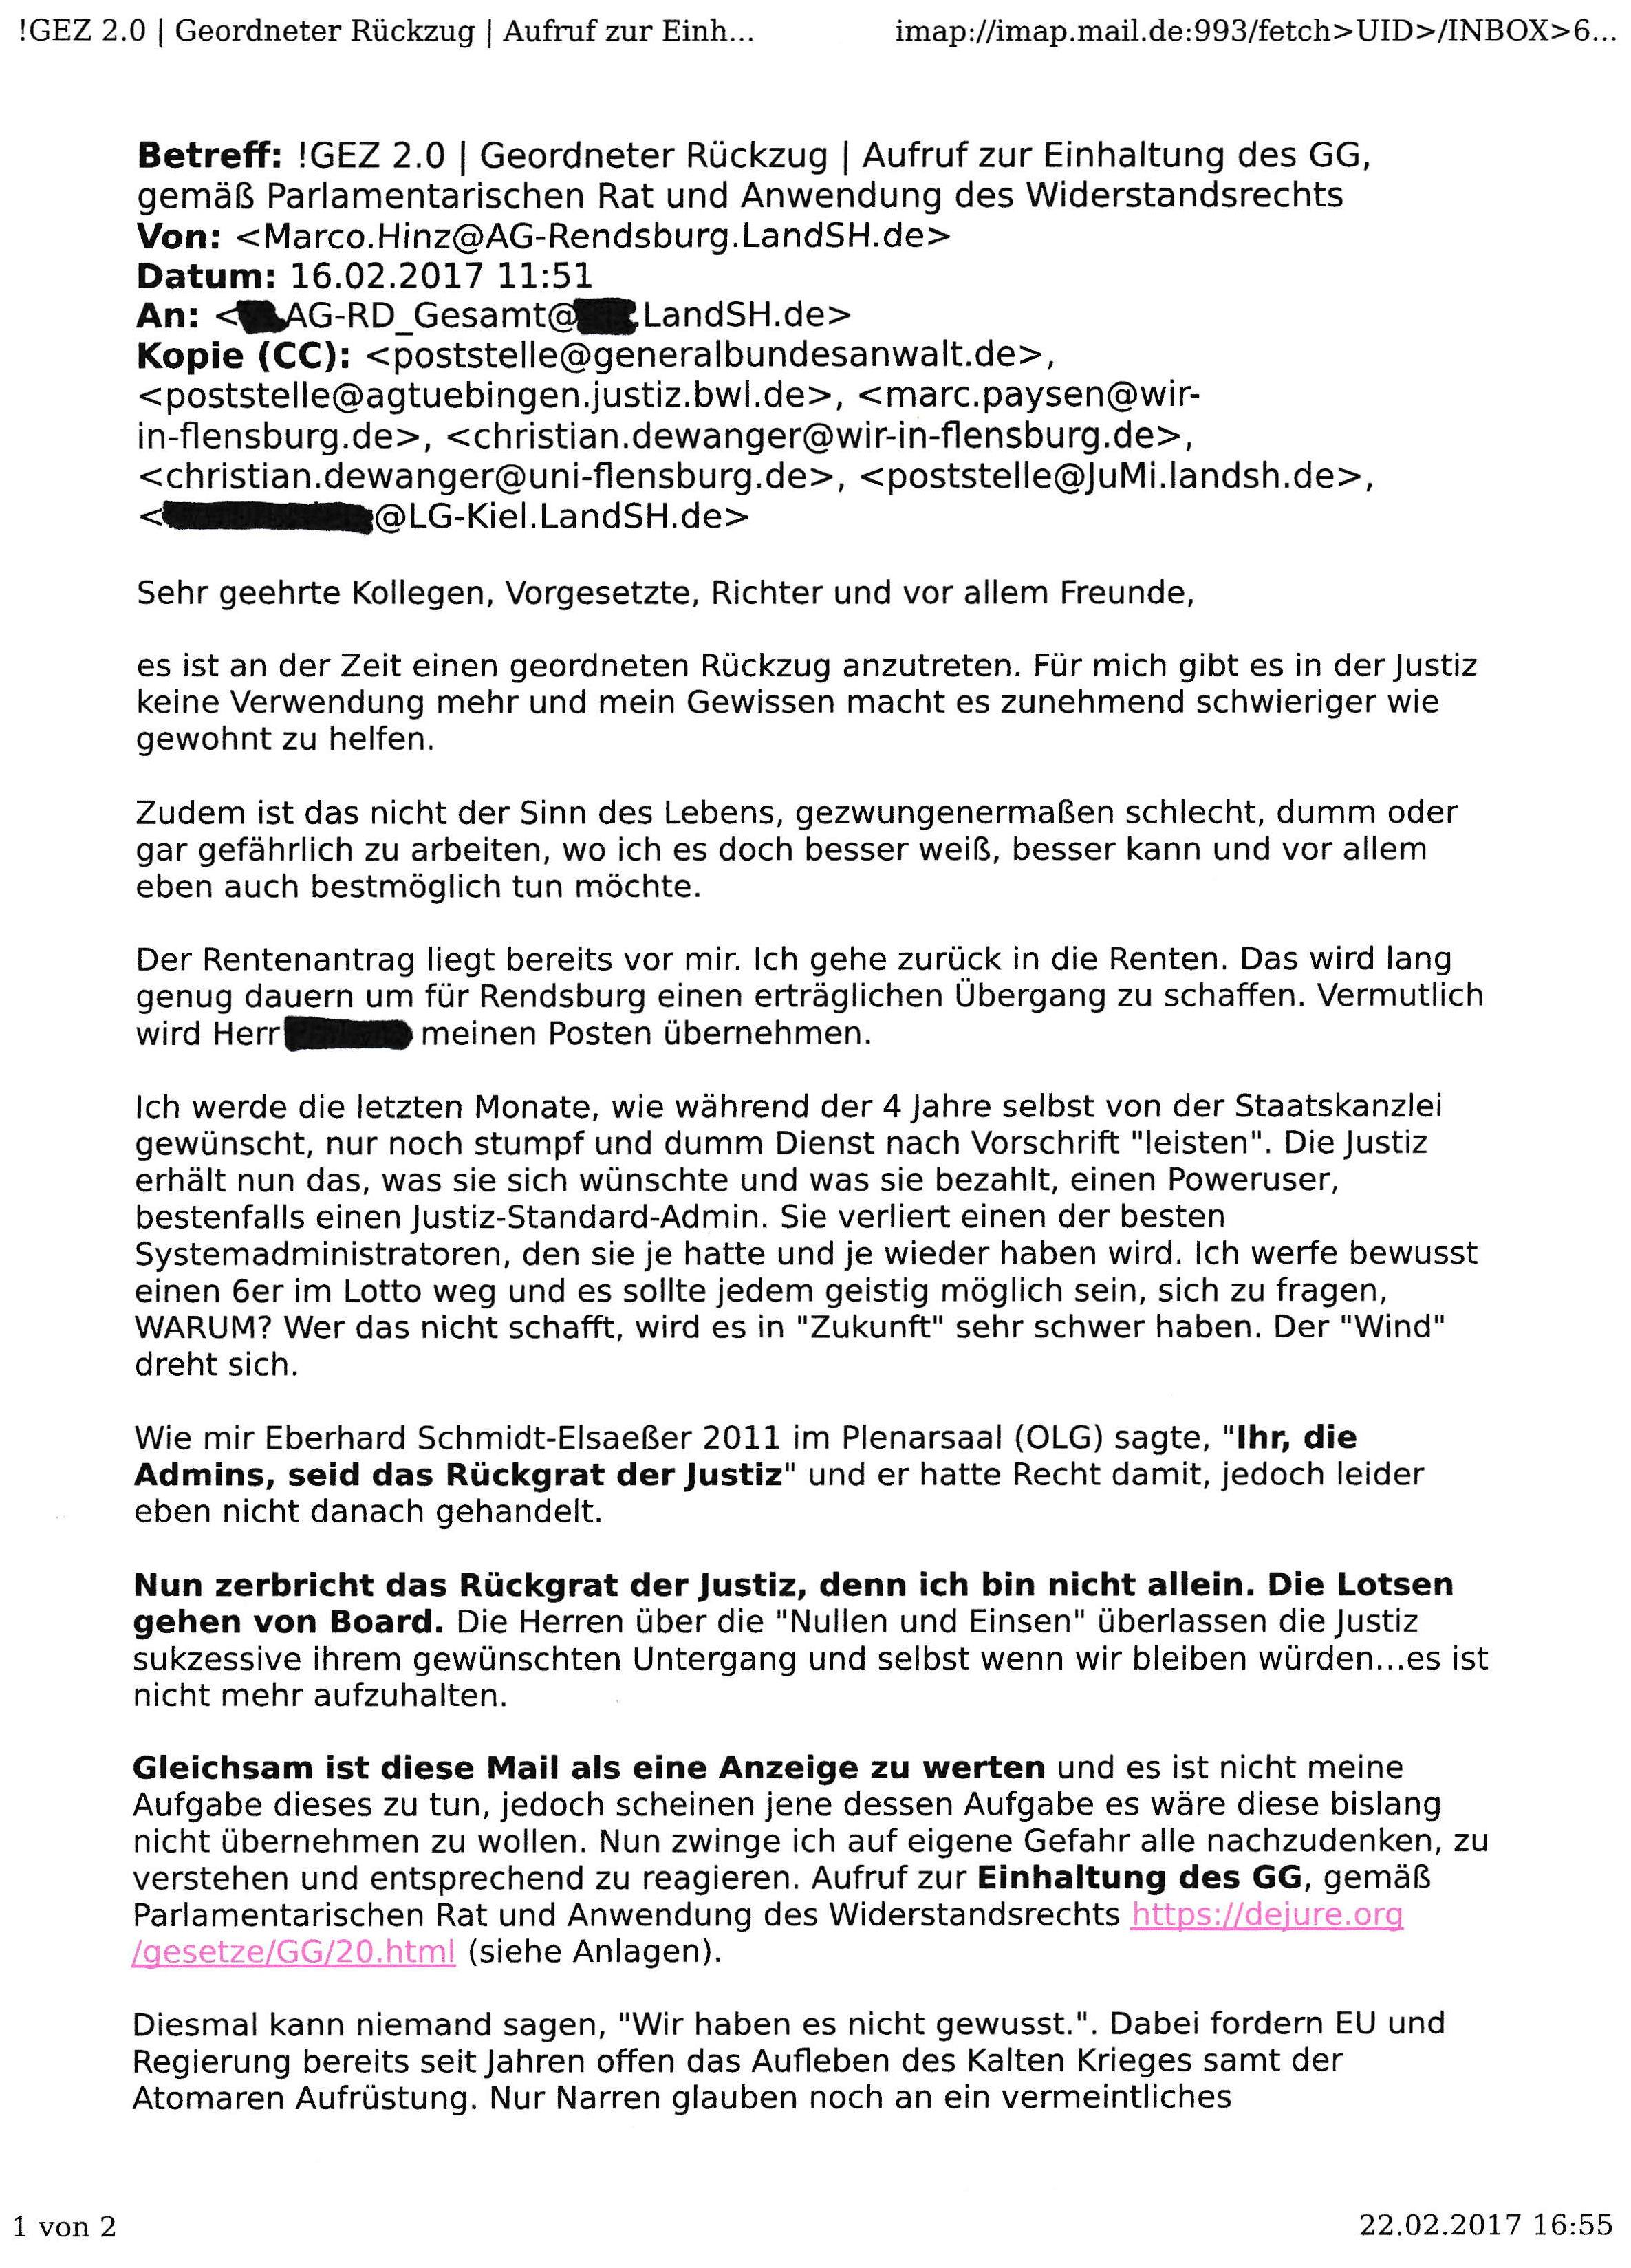 !GEZ 2.0 | Geordneter Rückzug | Aufruf zur Einh...
imap://imap.mail.de:993/fetch>UID>/INBOX>6...
Betreff: !GEZ 2.0 | Geordneter Rückzug | Aufruf zur Einhaltung des GG,
gemäß Parlamentarischen Rat und Anwendung des Widerstandsrechts
Von: <Marco.Hinz@AG-Rendsburg.LandSH.de>
Datum: 16.02.2017 11:51
An: < AG-RD_Gesamt@ .LandSH.de>
Kopie (CC): <poststelle@generalbundesanwalt.de>,
<poststelle@agtuebingen.justiz.bwl.de>, <marc.paysen@wir-
in-flensburg.de>, <christian.dewanger@wir-in-flensburg.de>,
<christian.dewanger@uni-flensburg.de>, <poststelle@JuMi.landsh.de>,
< @LG-Kiel.LandSH.de>
Sehr geehrte Kollegen, Vorgesetzte, Richter und vor allem Freunde,
es ist an der Zeit einen geordneten Rückzug anzutreten. Für mich gibt es in der Justiz
keine Verwendung mehr und mein Gewissen macht es zunehmend schwieriger wie
gewohnt zu helfen.
Zudem ist das nicht der Sinn des Lebens, gezwungenermaßen schlecht, dumm oder
gar gefährlich zu arbeiten, wo ich es doch besser weiß, besser kann und vor allem
eben auch bestmöglich tun möchte.
Der Rentenantrag liegt bereits vor mir. Ich gehe zurück in die Renten. Das wird lang
genug dauern um für Rendsburg einen erträglichen Übergang zu schaffen. Vermutlich
wird Herr meinen Posten übernehmen.
Ich werde die letzten Monate, wie während der 4 Jahre selbst von der Staatskanzlei
gewünscht, nur noch stumpf und dumm Dienst nach Vorschrift "leisten". Die Justiz
erhält nun das, was sie sich wünschte und was sie bezahlt, einen Poweruser,
bestenfalls einen Justiz-Standard-Admin. Sie verliert einen der besten
Systemadministratoren, den sie je hatte und je wieder haben wird. Ich werfe bewusst
einen 6er im Lotto weg und es sollte jedem geistig möglich sein, sich zu fragen,
WARUM? Wer das nicht schafft, wird es in "Zukunft" sehr schwer haben. Der "Wind"
dreht sich.
Wie mir Eberhard Schmidt-Elsaeßer 2011 im Plenarsaal (OLG) sagte, "Ihr, die
Admins, seid das Rückgrat der Justiz" und er hatte Recht damit, jedoch leider
eben nicht danach gehandelt.
Nun zerbricht das Rückgrat der Justiz, denn ich bin nicht allein. Die Lotsen
gehen von Board. Die Herren über die "Nullen und Einsen" überlassen die Justiz
sukzessive ihrem gewünschten Untergang und selbst wenn wir bleiben würden...es ist
nicht mehr aufzuhalten.
Gleichsam ist diese Mail als eine Anzeige zu werten und es ist nicht meine
Aufgabe dieses zu tun, jedoch scheinen jene dessen Aufgabe es wäre diese bislang
nicht übernehmen zu wollen. Nun zwinge ich auf eigene Gefahr alle nachzudenken, zu
verstehen und entsprechend zu reagieren. Aufruf zur Einhaltung des GG, gemäß
Parlamentarischen Rat und Anwendung des Widerstandsrechts https://dejure.org
/gesetze/GG/20.html (siehe Anlagen).
Diesmal kann niemand sagen, "Wir haben es nicht gewusst.". Dabei fordern EU und
Regierung bereits seit Jahren offen das Aufleben des Kalten Krieges samt der
Atomaren Aufrüstung. Nur Narren glauben noch an ein vermeintliches
1 von 2
22.02.2017 16:55